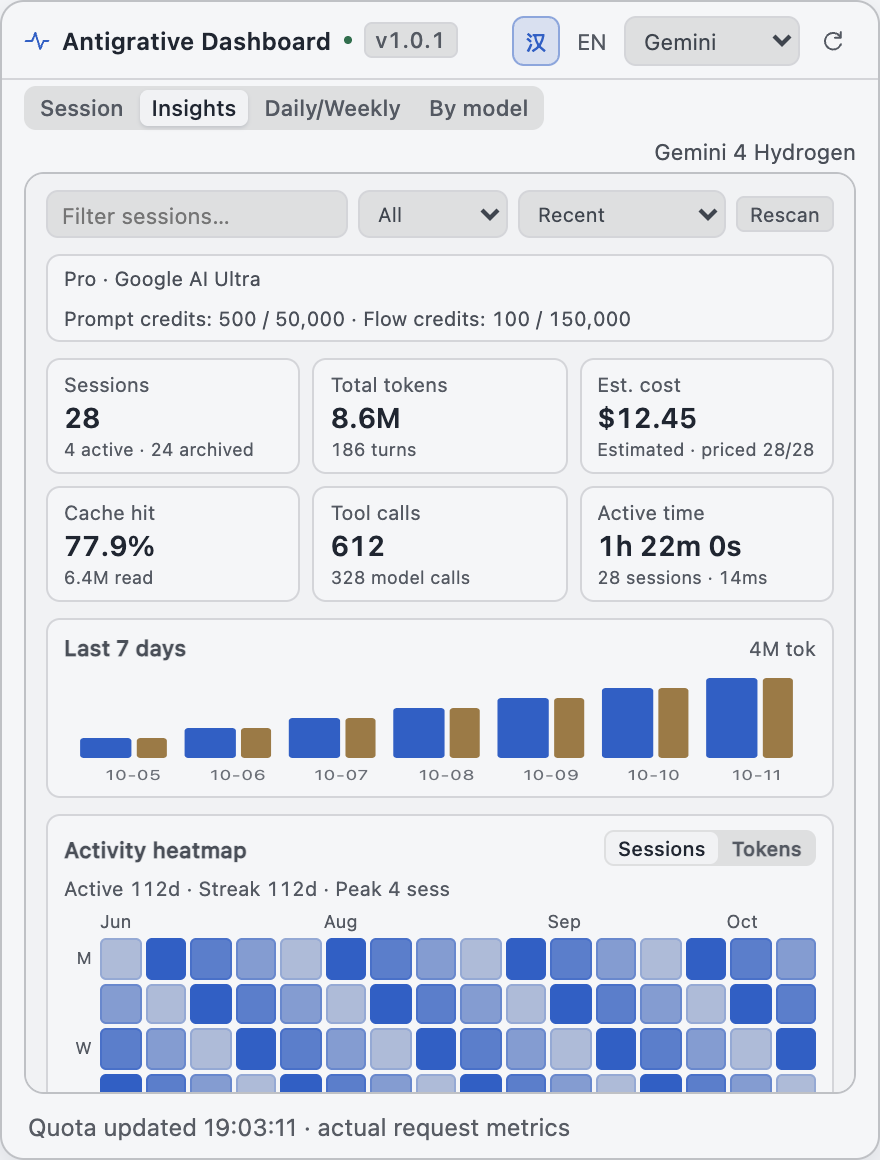 Antigrative Dashboard • v1.0.1 汉 EN Gemini
Session Insights Daily/Weekly By model
Gemini 4 Hydrogen
Filter sessions... All Recent Rescan
Pro · Google AI Ultra
Prompt credits: 500 / 50,000 · Flow credits: 100 / 150,000
Sessions Total tokens Est. cost
28 8.6M $12.45
4 active · 24 archived 186 turns Estimated · priced 28/28
Cache hit Tool calls Active time
77.9% 612 1h 22m 0s
6.4M read 328 model calls 28 sessions · 14ms
Last 7 days 4M tok
10-05 10-06 10-07 10-08 10-09 10-10 10-11
Activity heatmap Sessions Tokens
Active 112d · Streak 112d · Peak 4 sess
Jun Aug Sep Oct
M
W
Quota updated 19:03:11 · actual request metrics